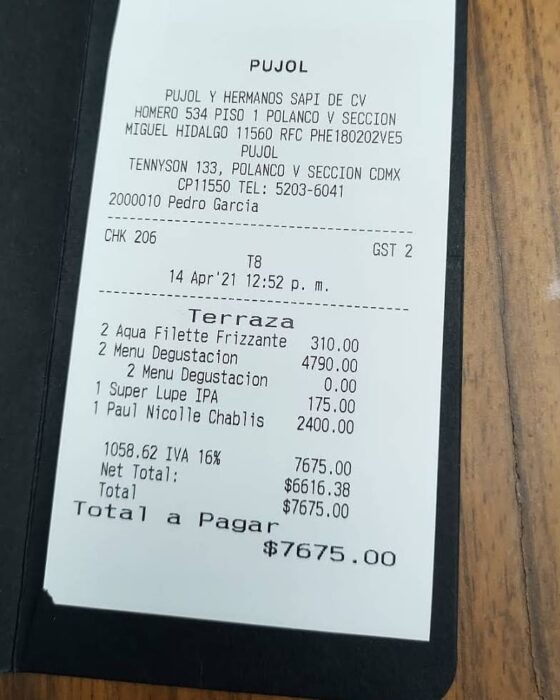 PUJOL
PUJOL Y HERMANOS SAPI DE CV
HOMERO 534 PISO 1 POLANCO V SECCION
MIGUEL HIDALGO 11560 RFC PHE180202VE5
PUJOL
TENNYSON 133, POLANCO V SECCION CDMX
CP11550 TEL: 5203-6041
2000010 Pedro Garcia
CHK 206 GST 2
T8
14 Apr'21 12:52 p. m.
Terraza
2 Aqua Filette Frizzante 310.00
2 Menu Degustacion 4790.00
2 Menu Degustacion 0.00
1 Super Lupe IPA 175.00
1 Paul Nicolle Chablis 2400.00
1058.62 IVA 16% 7675.00
Net Total: $6616.38
Total $7675.00
Total a Pagar
$7675.00